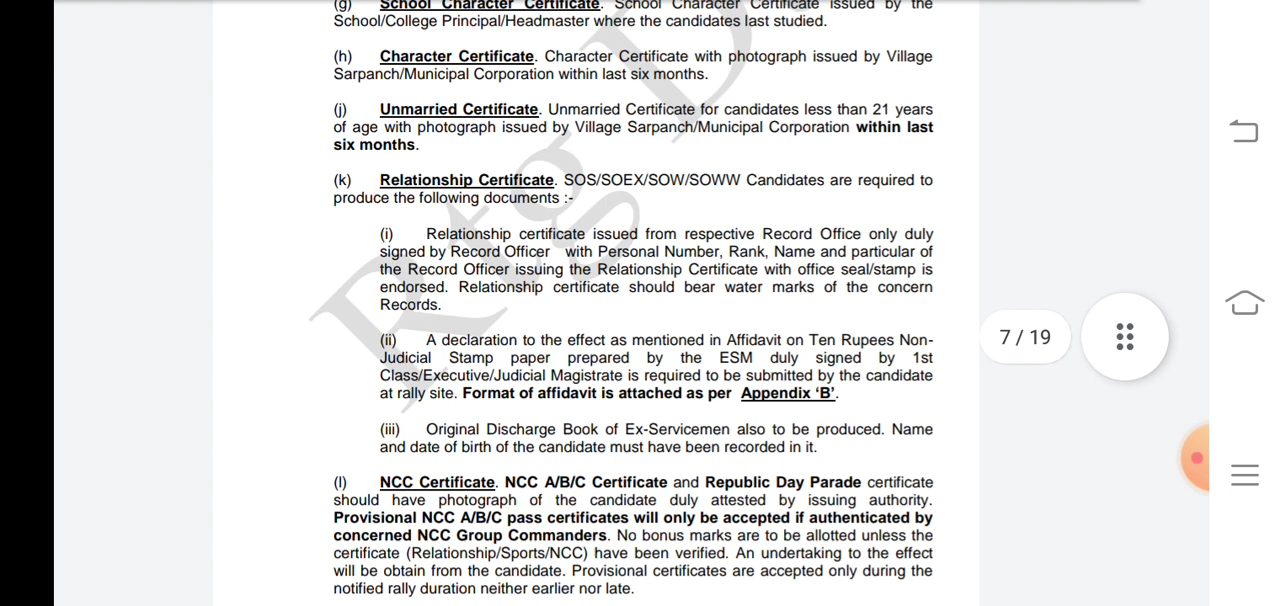 (g) School Character Certificate. School Character Certificate issued by the
School/College Principal/Headmaster where the candidates last studied.
(h) Character Certificate. Character Certificate with photograph issued by Village
Sarpanch/Municipal Corporation within last six months.
(j) Unmarried Certificate. Unmarried Certificate for candidates less than 21 years
of age with photograph issued by Village Sarpanch/Municipal Corporation within last
six months.
(k) Relationship Certificate. SOS/SOEX/SOW/SOWW Candidates are required to
produce the following documents :-
(i) Relationship certificate issued from respective Record Office only duly
signed by Record Officer with Personal Number, Rank, Name and particular of
the Record Officer issuing the Relationship Certificate with office seal/stamp is
endorsed. Relationship certificate should bear water marks of the concern
Records.
(ii) A declaration to the effect as mentioned in Affidavit on Ten Rupees Non-
Judicial Stamp paper prepared by the ESM duly signed by 1st
Class/Executive/Judicial Magistrate is required to be submitted by the candidate
at rally site. Format of affidavit is attached as per Appendix ‘B’.
(iii) Original Discharge Book of Ex-Servicemen also to be produced. Name
and date of birth of the candidate must have been recorded in it.
(l) NCC Certificate. NCC A/B/C Certificate and Republic Day Parade certificate
should have photograph of the candidate duly attested by issuing authority.
Provisional NCC A/B/C pass certificates will only be accepted if authenticated by
concerned NCC Group Commanders. No bonus marks are to be allotted unless the
certificate (Relationship/Sports/NCC) have been verified. An undertaking to the effect
will be obtain from the candidate. Provisional certificates are accepted only during the
notified rally duration neither earlier nor late.
Rtg D
7 / 19